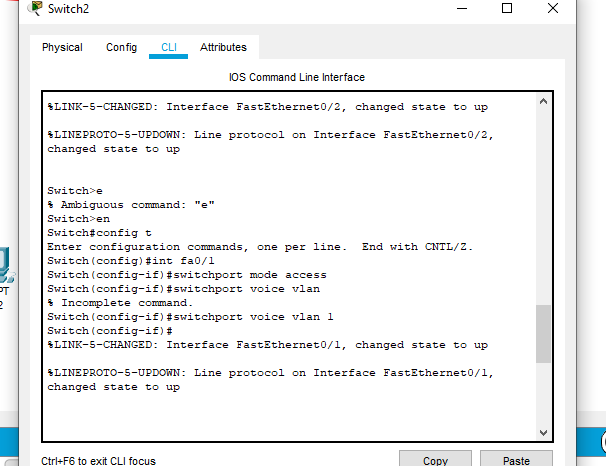 Switch2
Physical Config CLI Attributes
IOS Command Line Interface
%LINK-5-CHANGED: Interface FastEthernet0/2, changed state to up
%LINEPROTO-5-UPDOWN: Line protocol on Interface FastEthernet0/2,
changed state to up
Switch>e
% Ambiguous command: "e"
Switch>en
Switch#config t
Enter configuration commands, one per line.  End with CNTL/Z.
Switch(config)#int fa0/1
Switch(config-if)#switchport mode access
Switch(config-if)#switchport voice vlan
% Incomplete command.
Switch(config-if)#switchport voice vlan 1
Switch(config-if)#
%LINK-5-CHANGED: Interface FastEthernet0/1, changed state to up
%LINEPROTO-5-UPDOWN: Line protocol on Interface FastEthernet0/1,
changed state to up
Ctrl+F6 to exit CLI focus
Copy Paste
PT
2